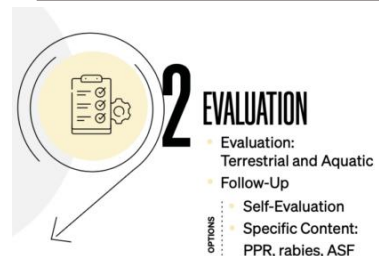 2 EVALUATION
Evaluation:
Terrestrial and Aquatic
Follow-Up
OPTIONS
Self-Evaluation
Specific Content:
PPR, rabies, ASF